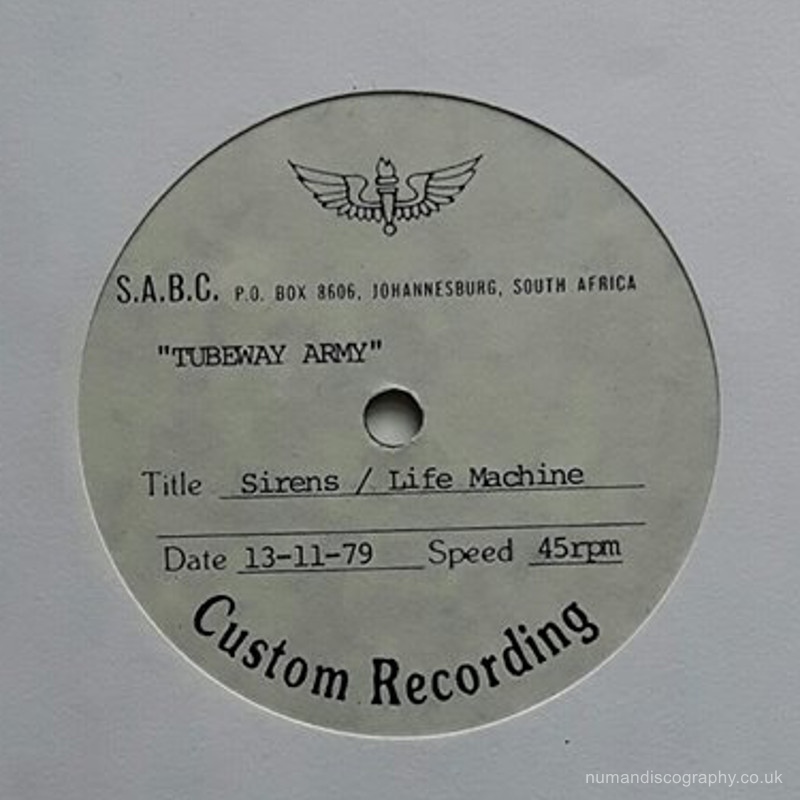 S.A.B.C. P.O. BOX 8606, JOHANNESBURG, SOUTH AFRICA
"TUBEWAY ARMY"
Title Sirens / Life Machine
Date 13-11-79 Speed 45rpm
Custom Recording
numandiscography.co.uk